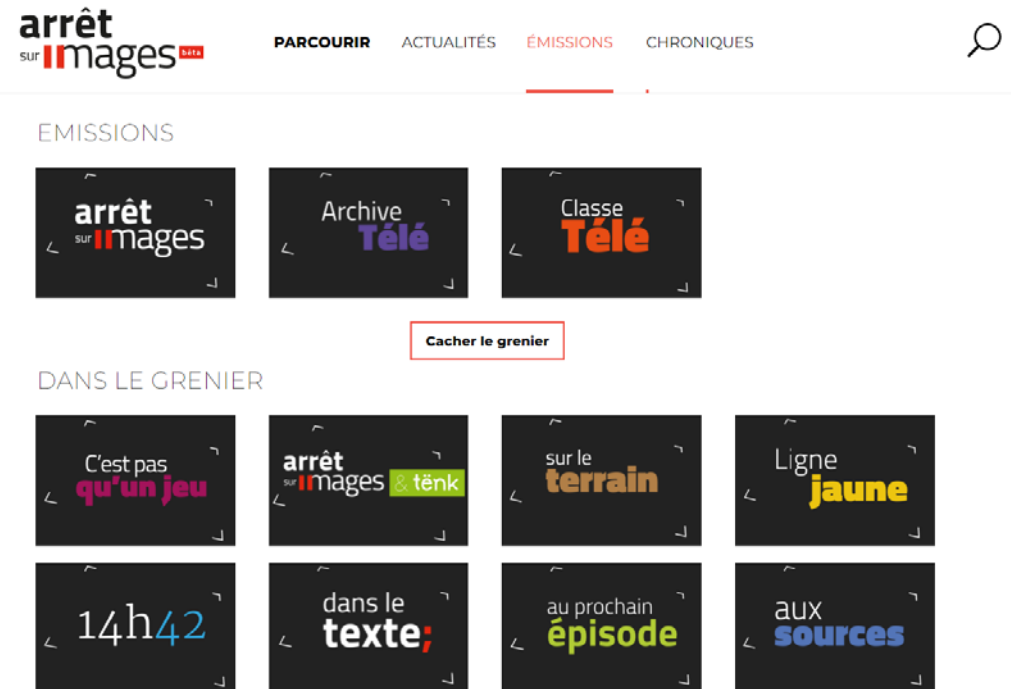 arrêt
sur images bêta
PARCOURIR ACTUALITÉS ÉMISSIONS CHRONIQUES
EMISSIONS
arrêt
sur images
Archive
Télé
Classe
Télé
Cacher le grenier
DANS LE GRENIER
C'est pas
qu'un jeu
arrêt
sur images & tënk
sur le
terrain
Ligne
jaune
14h42
dans le
texte;
au prochain
épisode
aux
sources